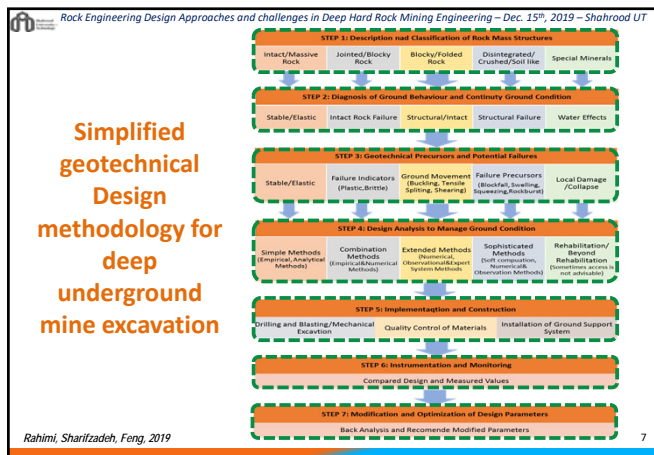 Shahrood
University of
Technology
Rock Engineering Design Approaches and challenges in Deep Hard Rock Mining Engineering – Dec. 15th, 2019 – Shahrood UT
Simplified
geotechnical
Design
methodology for
deep
underground
mine excavation
STEP 1: Description nad Classification of Rock Mass Structures
Intact/Massive
Rock
Jointed/Blocky
Rock
Blocky/Folded
Rock
Disintegrated/
Crushed/Soil like
Special Minerals
STEP 2: Diagnosis of Ground Behaviour and Continuty Ground Condition
Stable/Elastic
Intact Rock Failure
Structural/Intact
Structural Failure
Water Effects
STEP 3: Geotechnical Precursors and Potential Failures
Stable/Elastic
Failure Indicators
(Plastic,Brittle)
Ground Movement
(Buckling, Tensile
Spliting, Shearing)
Failure Precursors
(Blockfall, Swelling,
Squeezing,Rockburst)
Local Damage
/Collapse
STEP 4: Design Analysis to Manage Ground Condition
Simple Methods
(Empirical, Analytical
Methods)
Combination
Methods
(Empirical&Numerical
Methods)
Extended Methods
(Numerical,
Observational&Expert
System Methods
Sophisticated
Methods
(Soft compuation,
Numerical&
Observation Methods)
Rehabilitation/
Beyond
Rehabilitation
(Sometimes access is
not advisable)
STEP 5: Implementaqtion and Construction
Drilling and Blasting/Mechanical
Excavtion
Quality Control of Materials
Installation of Ground Support
System
STEP 6: Instrumentation and Monitoring
Compared Design and Measured Values
STEP 7: Modification and Optimization of Design Parameters
Back Analysis and Recomende Modified Parameters
Rahimi, Sharifzadeh, Feng, 2019
7